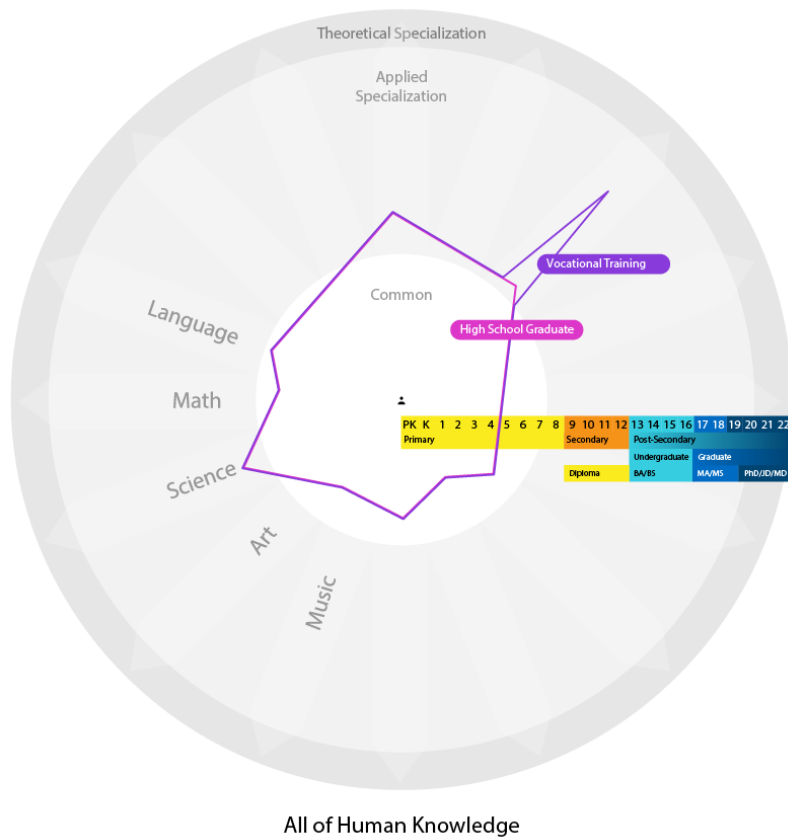 Theoretical Specialization
Applied
Specialization
Vocational Training
Common
Language
High School Graduate
Math
PK K 1 2 3 4 5 6 7 8 9 10 11 12 13 14 15 16 17 18 19 20 21 22
Primary Secondary Post-Secondary
Undergraduate Graduate
Diploma BA/BS MA/MS PhD/JD/MD
Science
Art
Music
All of Human Knowledge